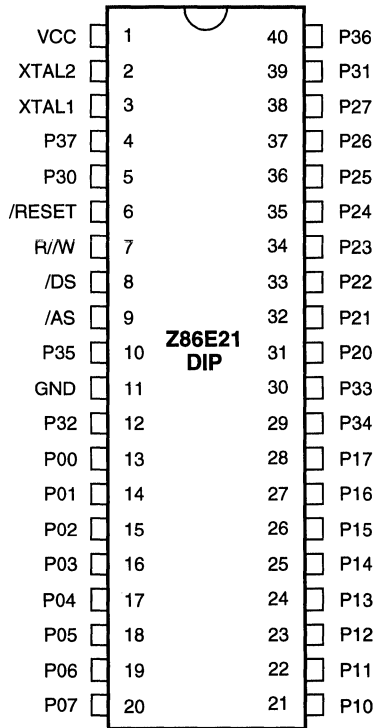 VCC 1 40 P36
XTAL2 2 39 P31
XTAL1 3 38 P27
P37 4 37 P26
P30 5 36 P25
/RESET 6 35 P24
R//W 7 34 P23
/DS 8 33 P22
/AS 9 32 P21
P35 10 31 P20
Z86E21
DIP
GND 11 30 P33
P32 12 29 P34
P00 13 28 P17
P01 14 27 P16
P02 15 26 P15
P03 16 25 P14
P04 17 24 P13
P05 18 23 P12
P06 19 22 P11
P07 20 21 P10